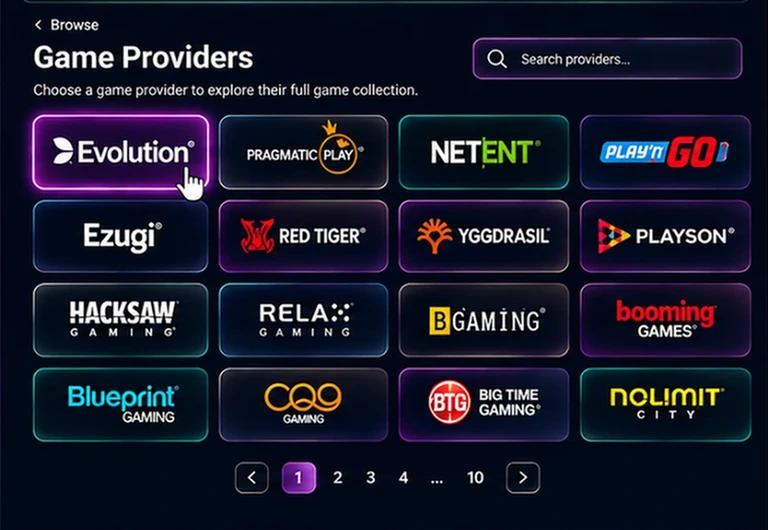 Browse
Game Providers
Search providers...
Choose a game provider to explore their full game collection.
Evolution®
PRAGMATIC PLAY®
NETENT®
PLAY'n GO
Ezugi®
RED TIGER®
YGGDRASIL®
PLAYSON®
HACKSAW
GAMING®
RELAX
GAMING®
BGAMING®
booming
GAMES®
Blueprint®
GAMING
CQ9
GAMING
BTG
BIG TIME
GAMING®
NOLIMIT®
CITY
1 2 3 4 ... 10